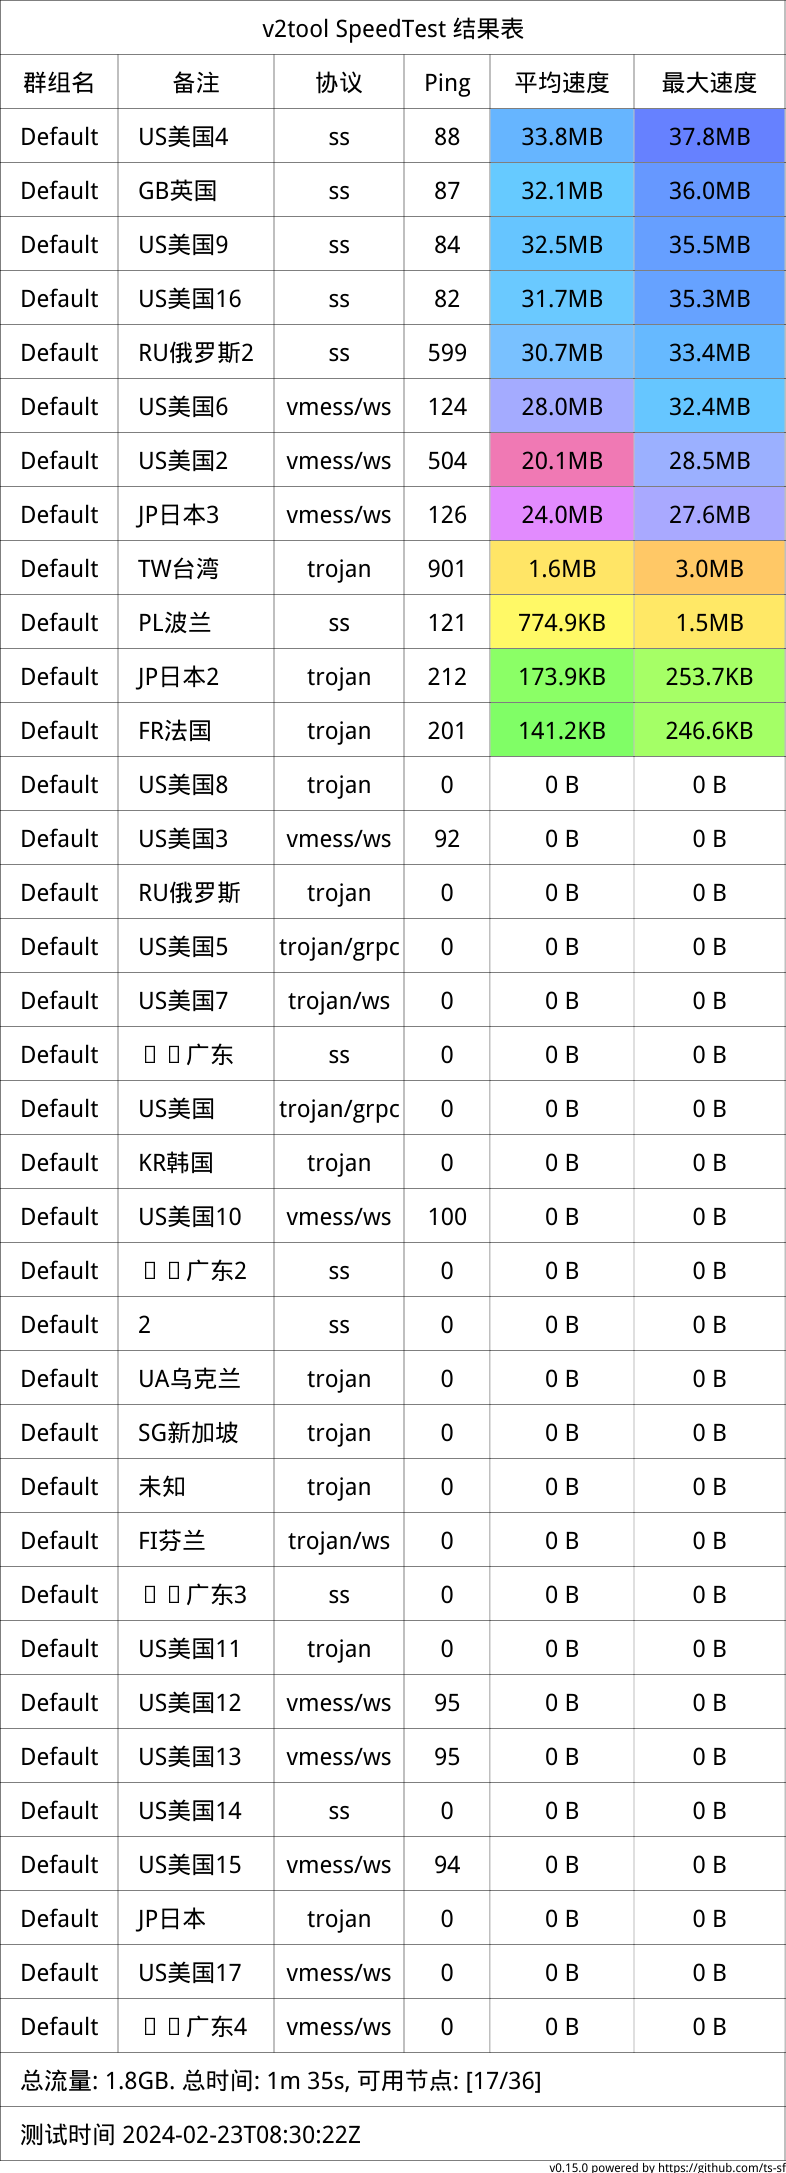 v2tool SpeedTest 结果表
群组名 备注 协议 Ping 平均速度 最大速度
Default US美国4 ss 88 33.8MB 37.8MB
Default GB英国 ss 87 32.1MB 36.0MB
Default US美国9 ss 84 32.5MB 35.5MB
Default US美国16 ss 82 31.7MB 35.3MB
Default RU俄罗斯2 ss 599 30.7MB 33.4MB
Default US美国6 vmess/ws 124 28.0MB 32.4MB
Default US美国2 vmess/ws 504 20.1MB 28.5MB
Default JP日本3 vmess/ws 126 24.0MB 27.6MB
Default TW台湾 trojan 901 1.6MB 3.0MB
Default PL波兰 ss 121 774.9KB 1.5MB
Default JP日本2 trojan 212 173.9KB 253.7KB
Default FR法国 trojan 201 141.2KB 246.6KB
Default US美国8 trojan 0 0 B 0 B
Default US美国3 vmess/ws 92 0 B 0 B
Default RU俄罗斯 trojan 0 0 B 0 B
Default US美国5 trojan/grpc 0 0 B 0 B
Default US美国7 trojan/ws 0 0 B 0 B
Default 广东 ss 0 0 B 0 B
Default US美国 trojan/grpc 0 0 B 0 B
Default KR韩国 trojan 0 0 B 0 B
Default US美国10 vmess/ws 100 0 B 0 B
Default 广东2 ss 0 0 B 0 B
Default 2 ss 0 0 B 0 B
Default UA乌克兰 trojan 0 0 B 0 B
Default SG新加坡 trojan 0 0 B 0 B
Default 未知 trojan 0 0 B 0 B
Default FI芬兰 trojan/ws 0 0 B 0 B
Default 广东3 ss 0 0 B 0 B
Default US美国11 trojan 0 0 B 0 B
Default US美国12 vmess/ws 95 0 B 0 B
Default US美国13 vmess/ws 95 0 B 0 B
Default US美国14 ss 0 0 B 0 B
Default US美国15 vmess/ws 94 0 B 0 B
Default JP日本 trojan 0 0 B 0 B
Default US美国17 vmess/ws 0 0 B 0 B
Default 广东4 vmess/ws 0 0 B 0 B
总流量: 1.8GB. 总时间: 1m 35s, 可用节点: [17/36]
测试时间 2024-02-23T08:30:22Z
v0.15.0 powered by https://github.com/ts-sf